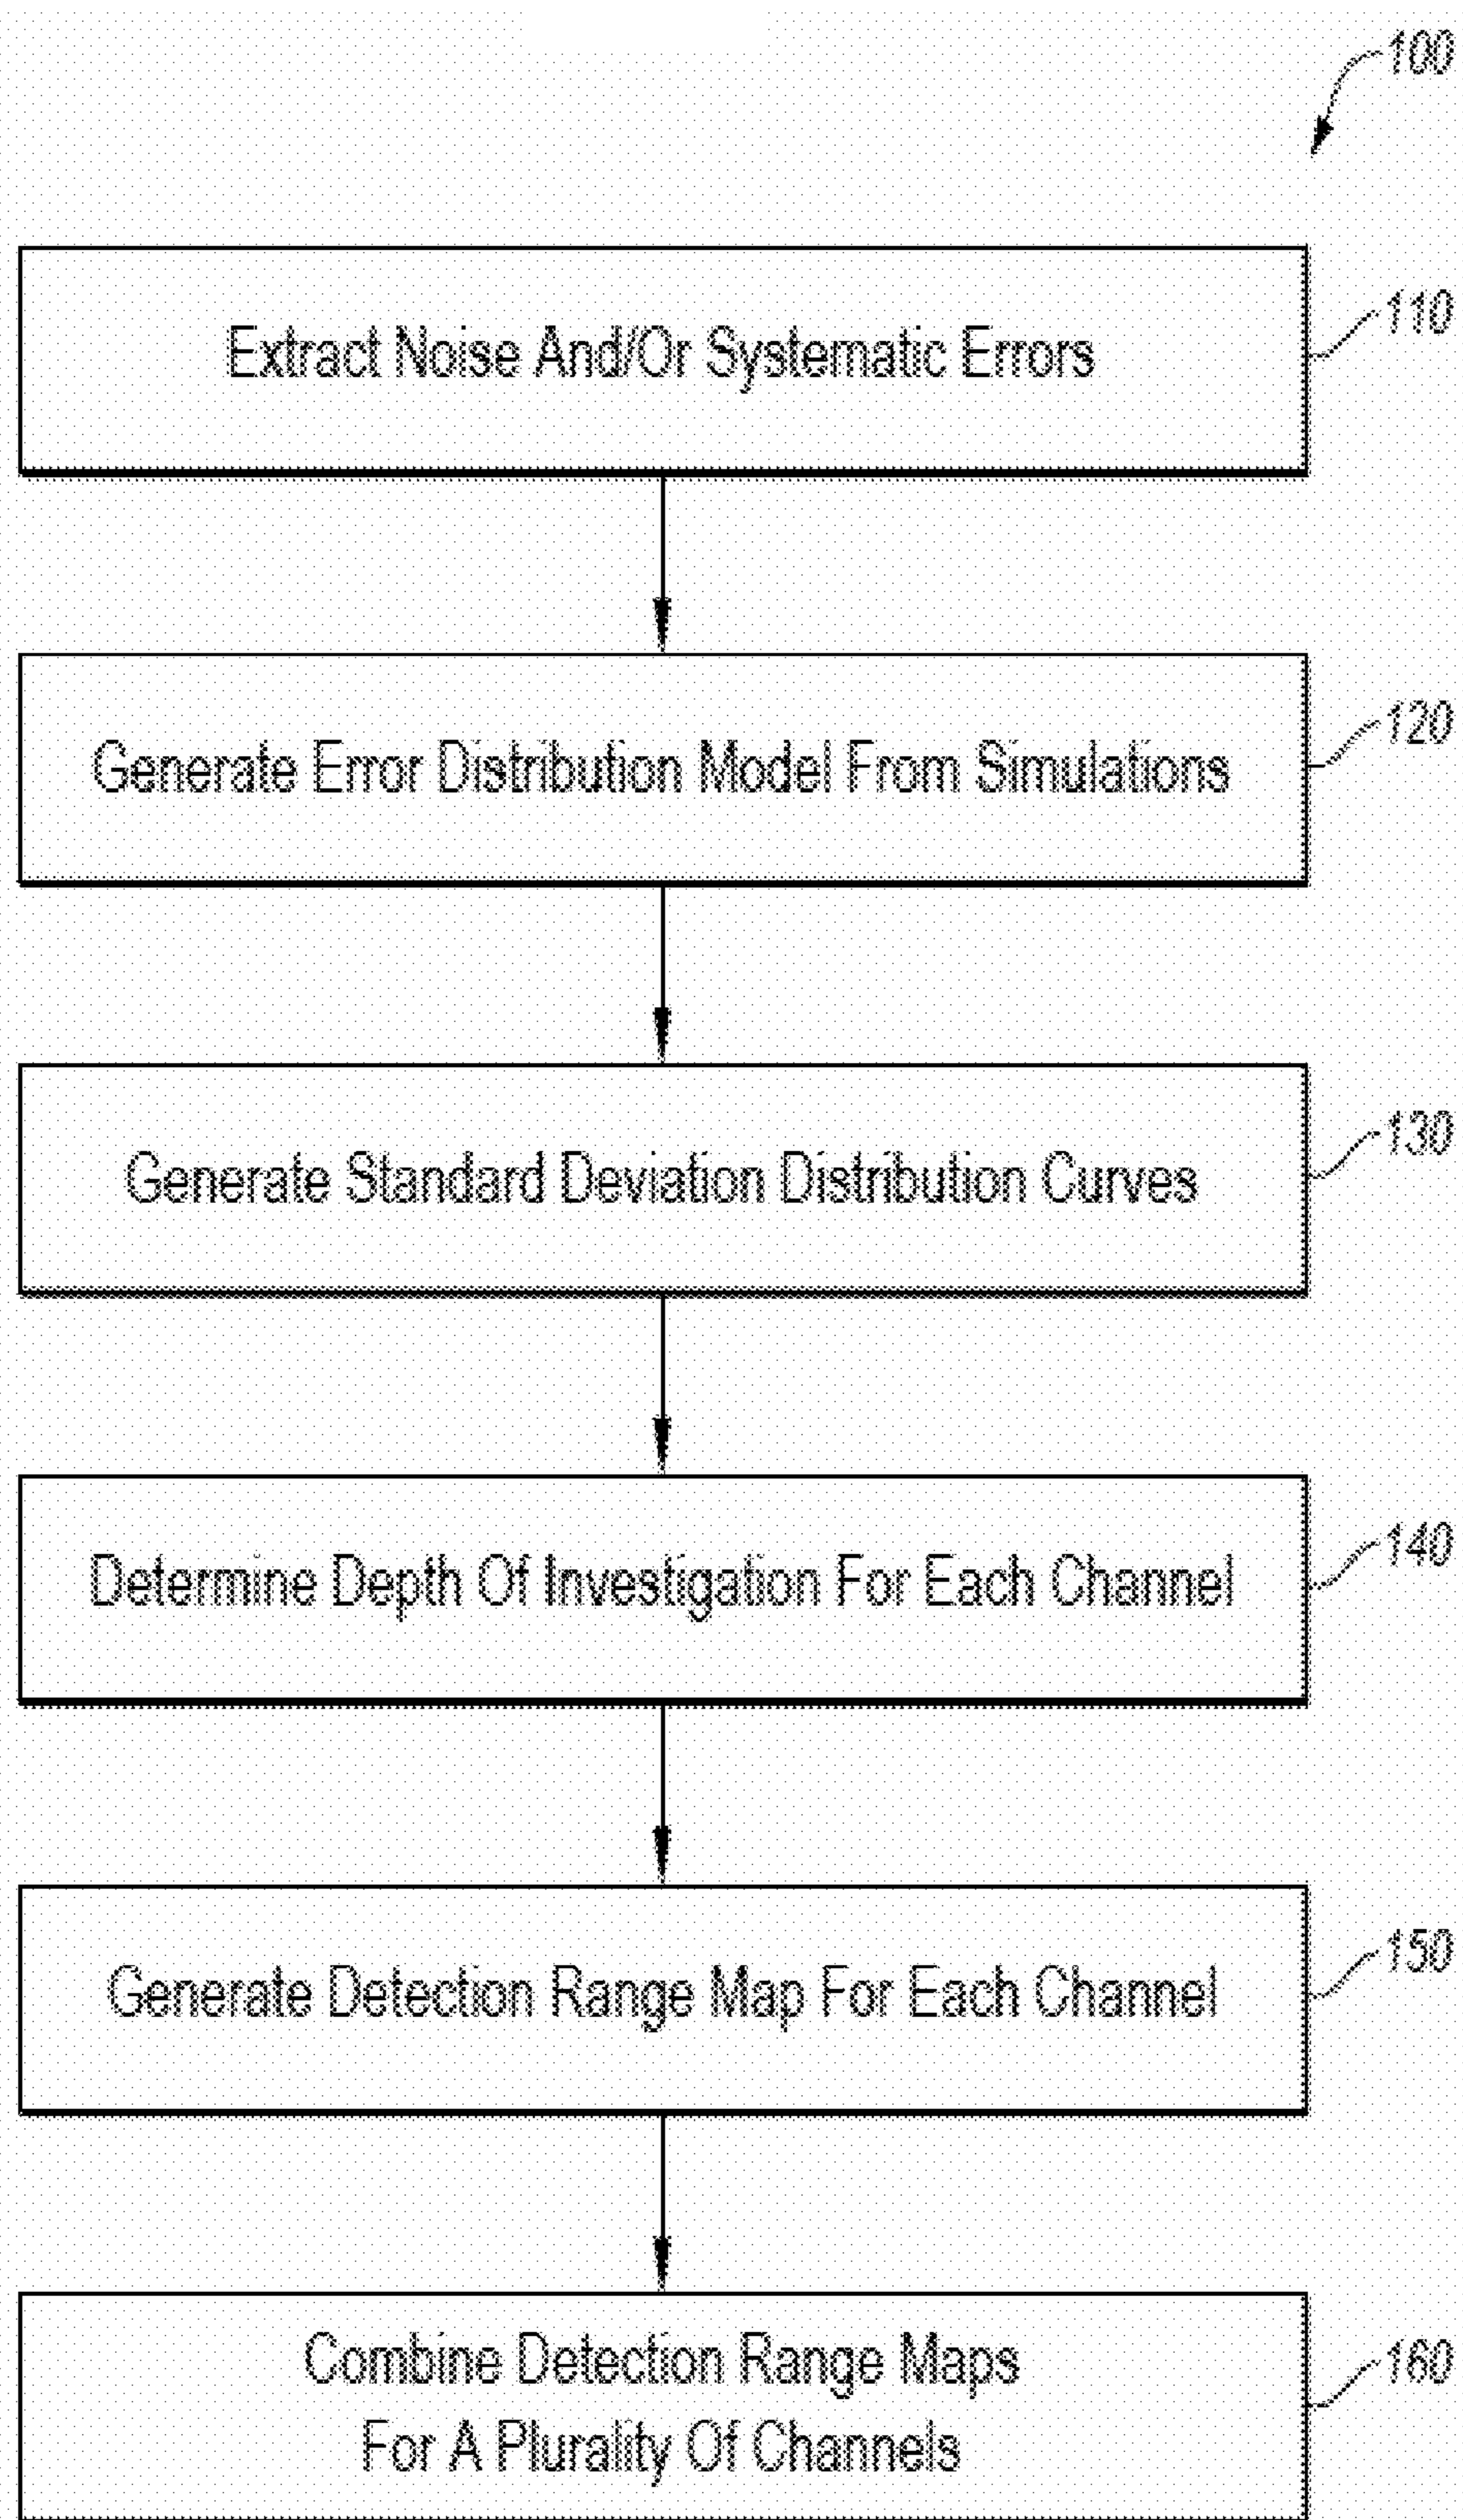 100
Extract Noise And/Or Systematic Errors
110
Generate Error Distribution Model From Simulations
120
Generate Standard Deviation Distribution Curves
130
Determine Depth Of Investigation For Each Channel
140
Generate Detection Range Map For Each Channel
150
Combine Detection Range Maps
For A Plurality Of Channels
160